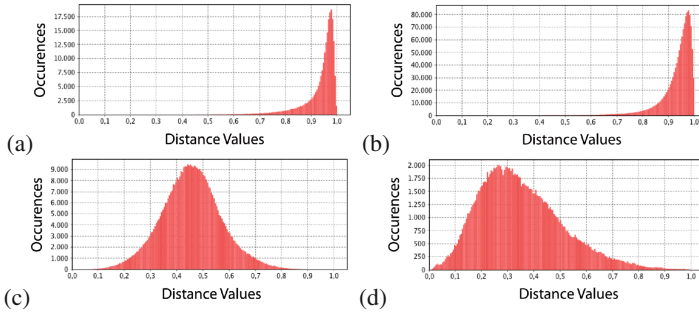 17.500
15.000
12.500
10.000
7.500
5.000
2.500
0
Occurences
0,0 0,1 0,2 0,3 0,4 0,5 0,6 0,7 0,8 0,9 1,0
Distance Values
(a)
80.000
70.000
60.000
50.000
40.000
30.000
20.000
10.000
0
Occurences
0,0 0,1 0,2 0,3 0,4 0,5 0,6 0,7 0,8 0,9 1,0
Distance Values
(b)
9.000
8.000
7.000
6.000
5.000
4.000
3.000
2.000
1.000
0
Occurences
0,0 0,1 0,2 0,3 0,4 0,5 0,6 0,7 0,8 0,9 1,0
Distance Values
(c)
2.000
1.750
1.500
1.250
1.000
750
500
250
0
Occurences
0,0 0,1 0,2 0,3 0,4 0,5 0,6 0,7 0,8 0,9 1,0
Distance Values
(d)